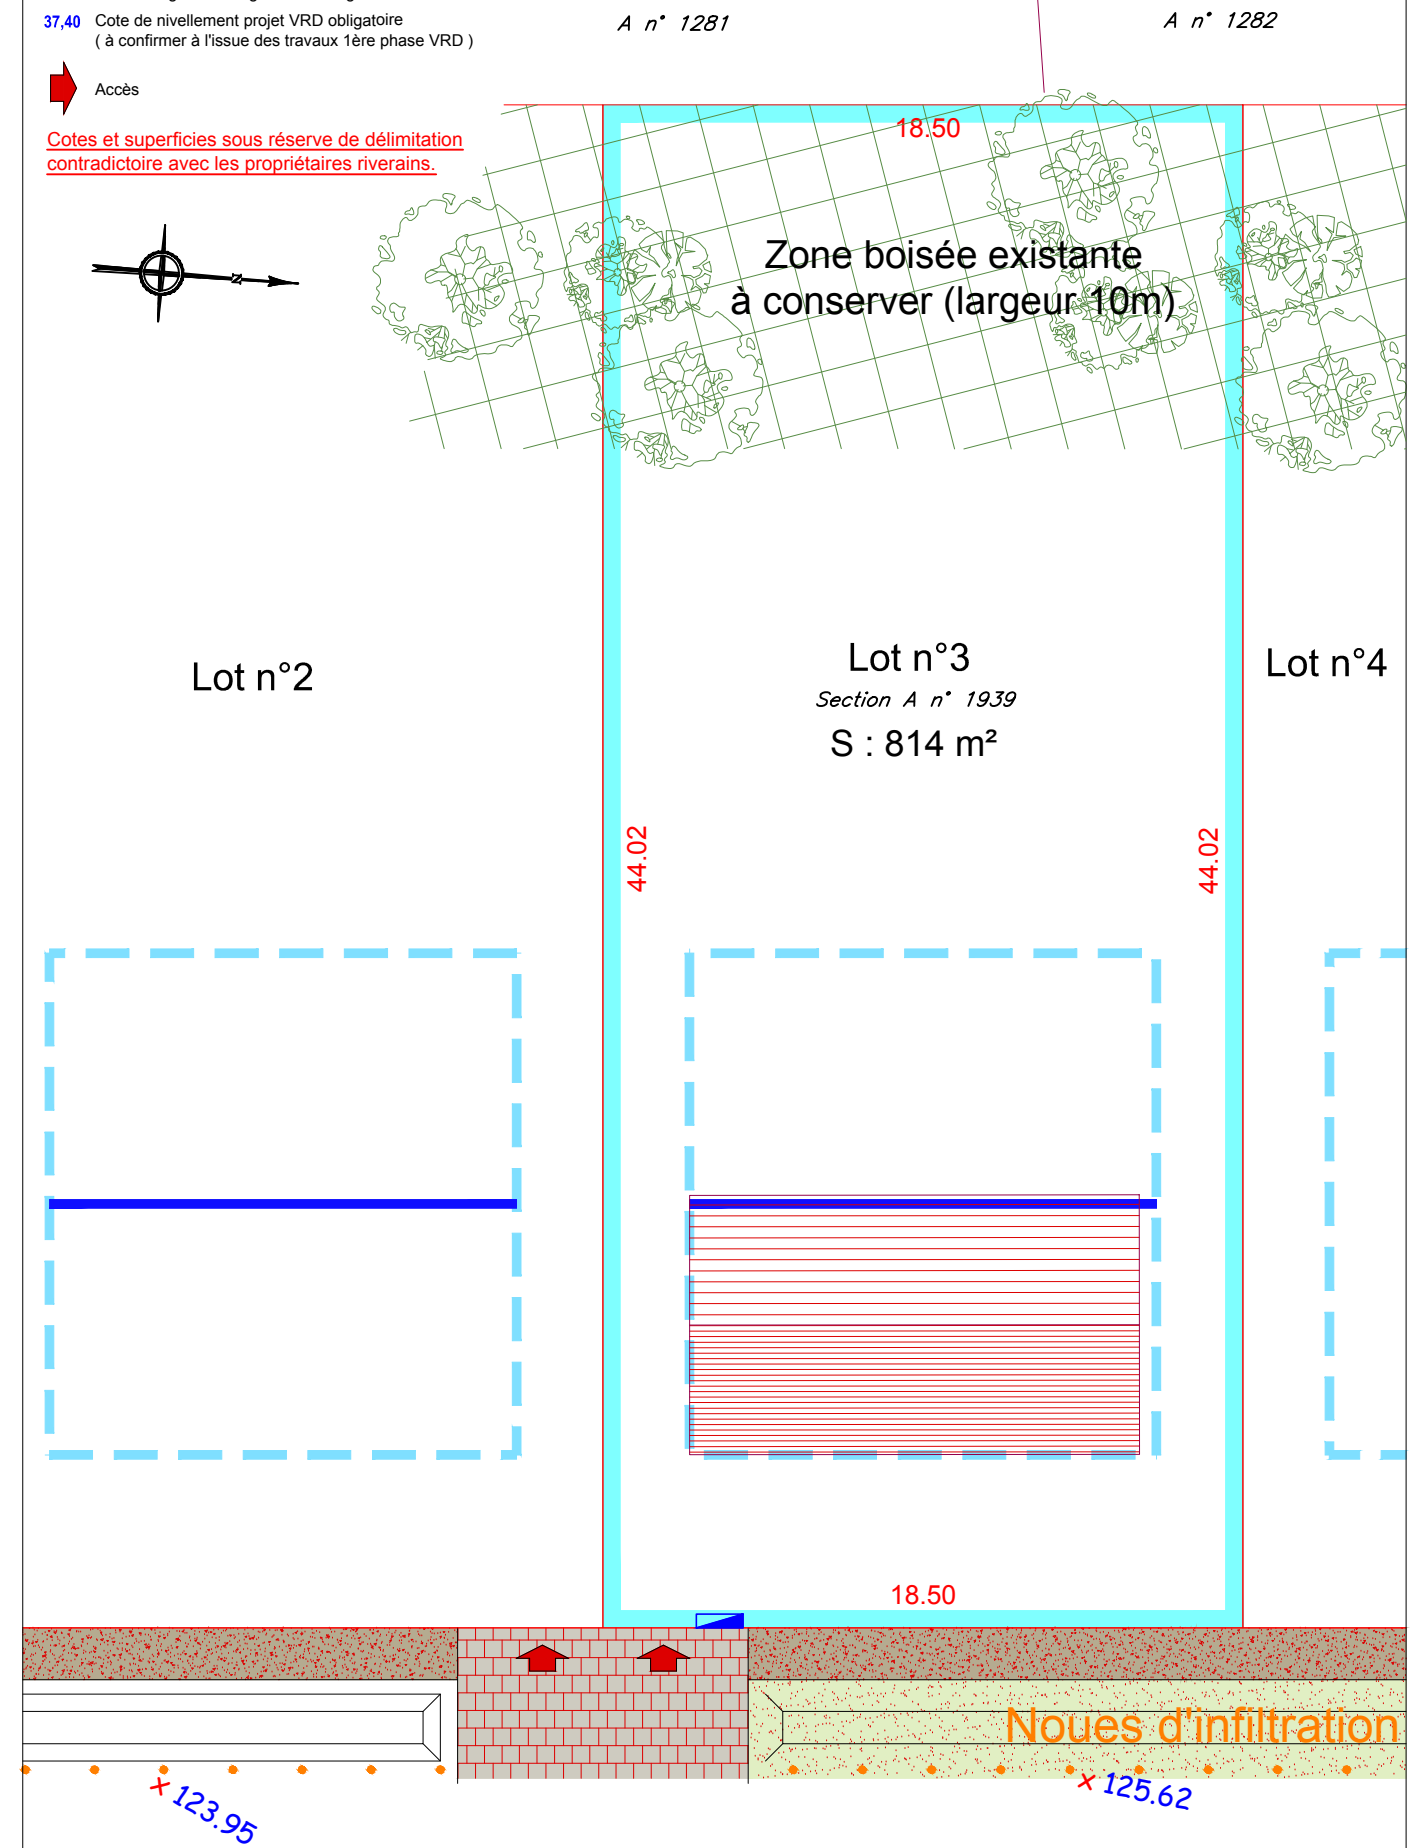 37,40 Cote de nivellement projet VRD obligatoire
( à confirmer à l'issue des travaux 1ère phase VRD )
A n° 1281
A n° 1282
Accès
Cotes et superficies sous réserve de délimitation
contradictoire avec les propriétaires riverains.
18.50
N
Zone boisée existante
à conserver (largeur 10m)
Lot n°2
Lot n°3
Section A n° 1939
S : 814 m²
Lot n°4
44.02
44.02
18.50
Noues d'infiltration
× 123.95
× 125.62